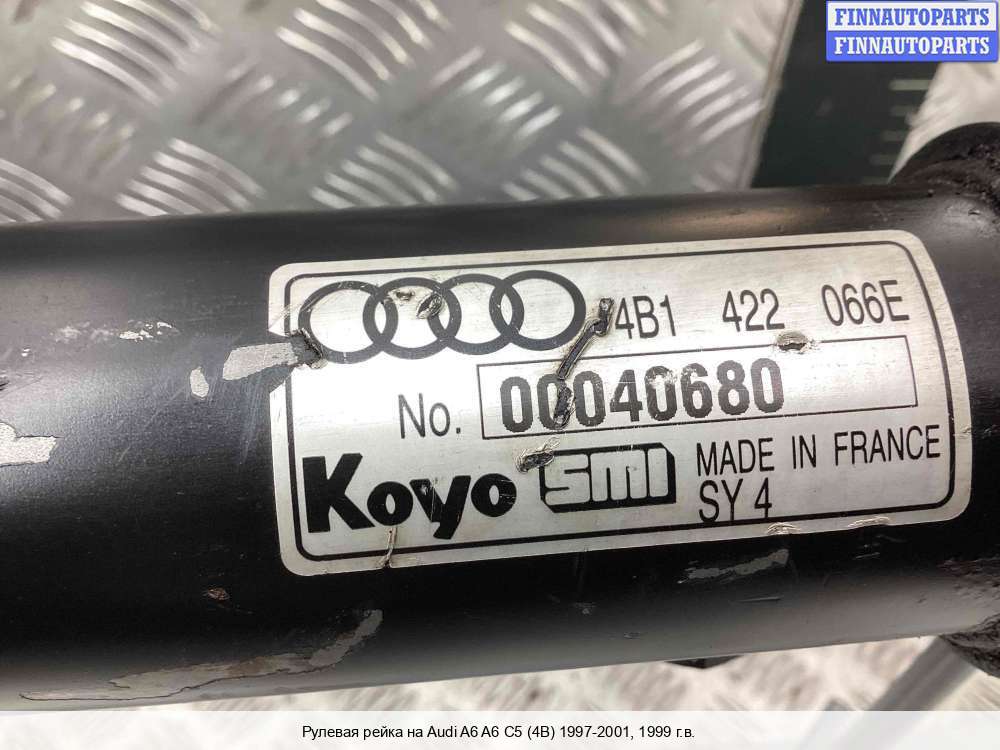 FINNAUTOPARTS
FINNAUTOPARTS
4B1 422 066E
No. 00040680
Koyo SMI MADE IN FRANCE
SY 4
Рулевая рейка на Audi A6 A6 C5 (4B) 1997-2001, 1999 г.в.